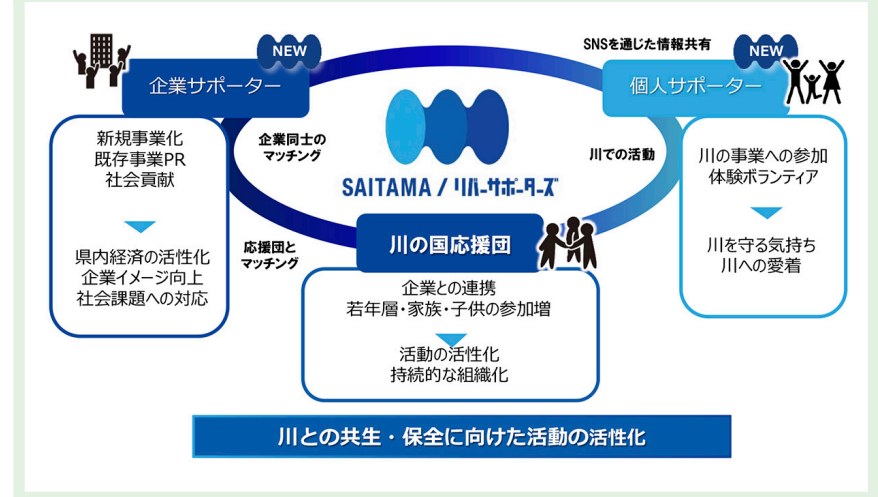 SNSを通じた情報共有
NEW
NEW
企業サポーター
個人サポーター
新規事業化
既存事業PR
社会貢献
県内経済の活性化
企業イメージ向上
社会課題への対応
企業同士の
マッチング
SAITAMA / リバーサポーターズ
川での活動
川の事業への参加
体験ボランティア
川を守る気持ち
川への愛着
応援団と
マッチング
川の国応援団
企業との連携
若年層・家族・子供の参加増
活動の活性化
持続的な組織化
川との共生・保全に向けた活動の活性化